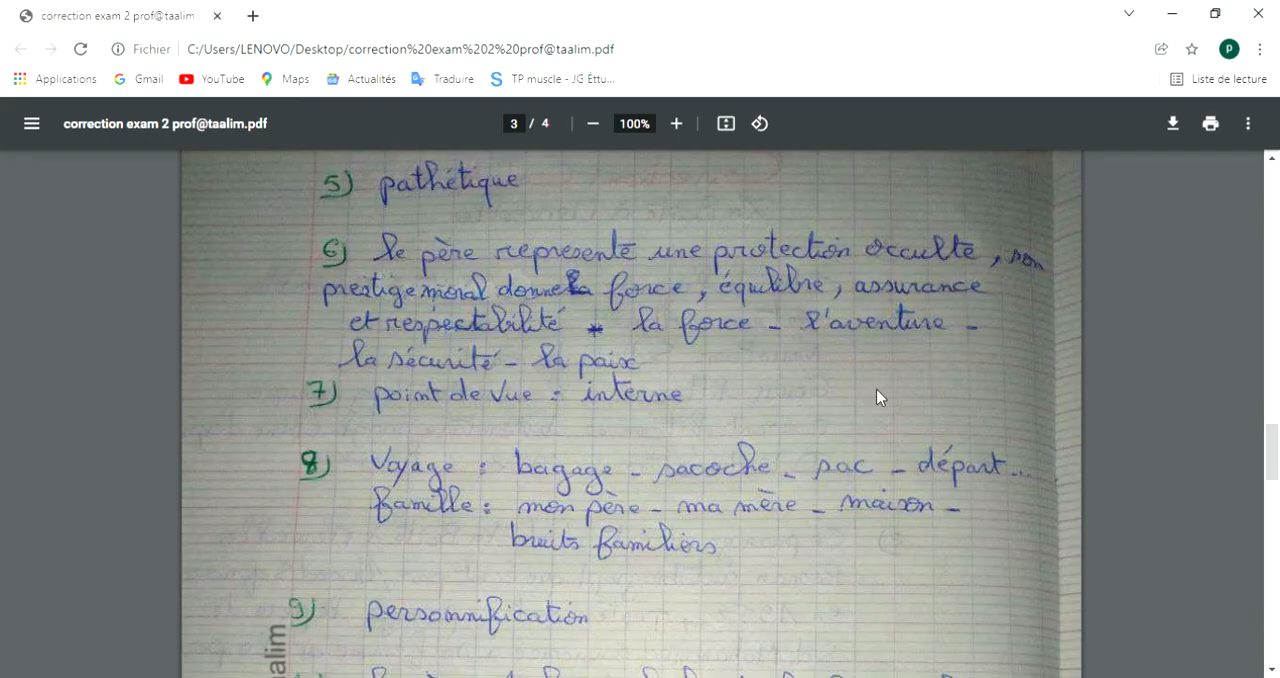 correction exam 2 prof@taalim
Fichier C:/Users/LENOVO/Desktop/correction%20exam%202%20prof@taalim.pdf
P
Applications Gmail YouTube Maps Actualités Traduire TP muscle - JG Éttu... Liste de lecture
correction exam 2 prof@taalim.pdf 3 / 4 100%
5) pathétique
6) le père représente une protection occulte, son
prestige moral donne la force, équilibre, assurance
et respéctabilité * la force - l'aventure -
la sécurité - la paix
7) point de vue : interne
8) Voyage : bagage - sacoche - sac - départ...
famille : mon père - ma mère - maison -
bruits familiers
9) personnification
aalim